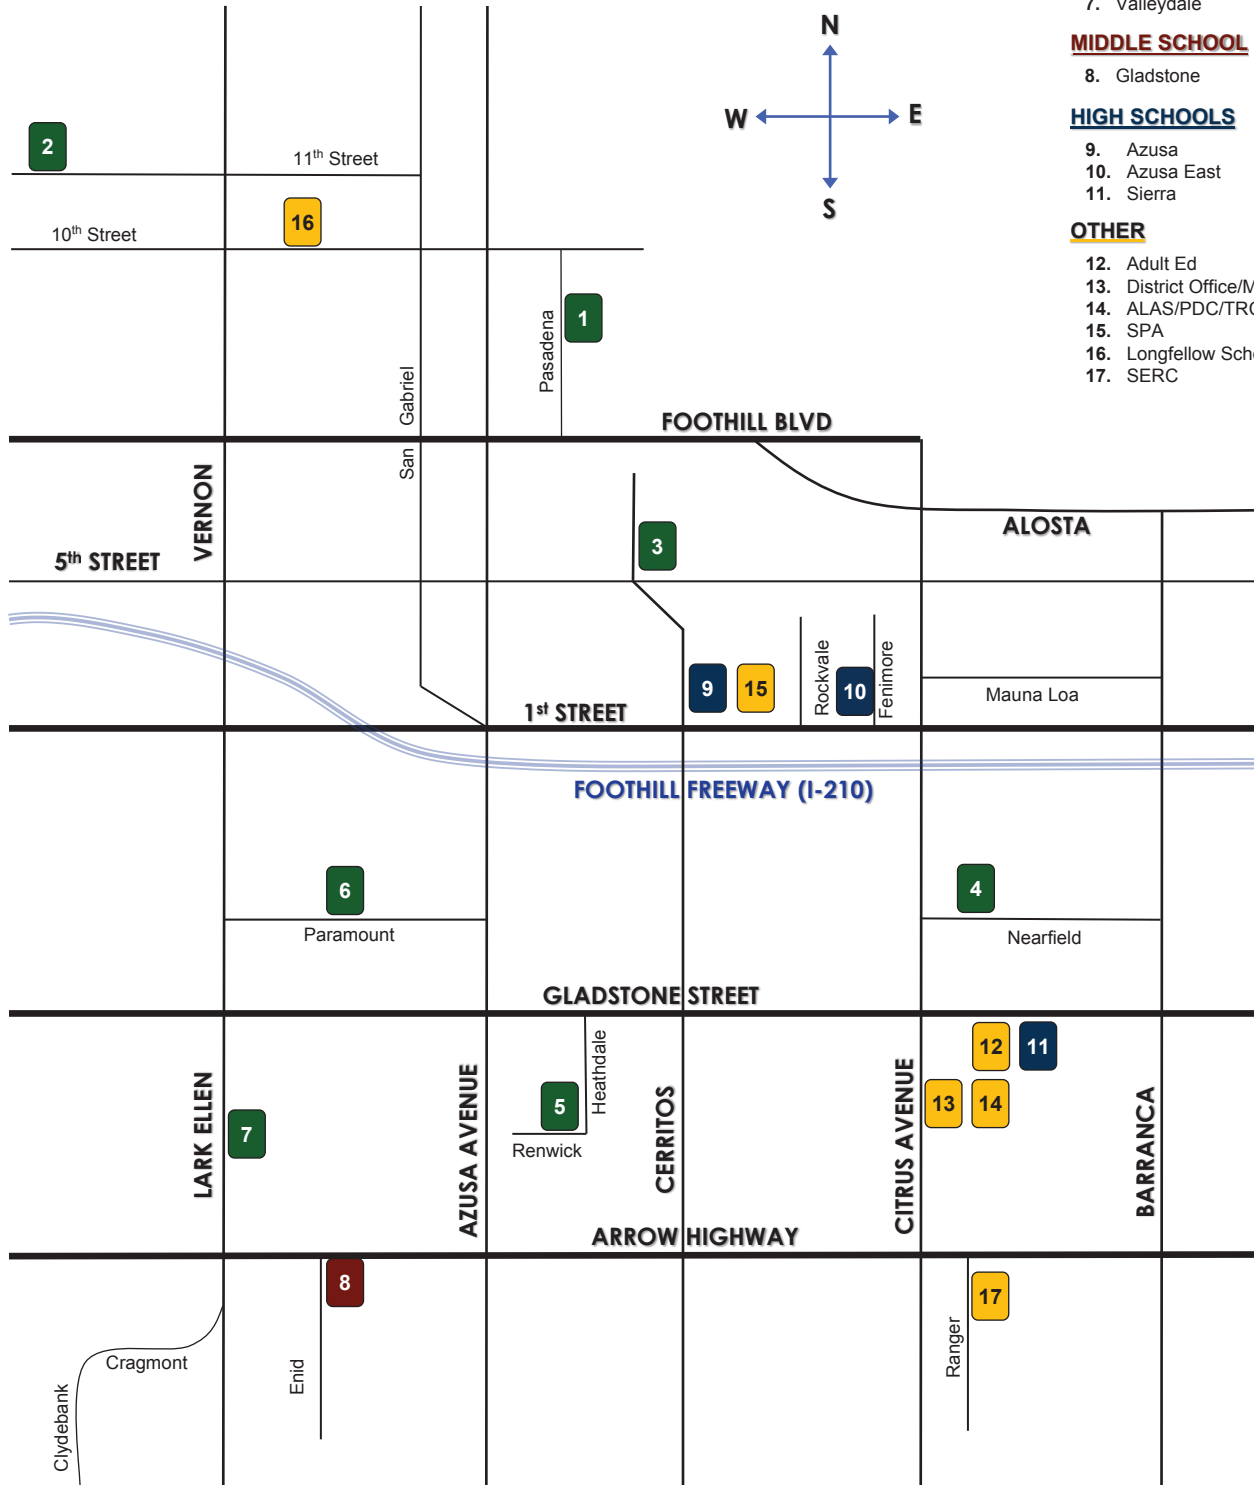 7. Valleydale
N
MIDDLE SCHOOL
8. Gladstone
W
E
HIGH SCHOOLS
2
11th Street
9. Azusa
10. Azusa East
11. Sierra
S
16
10th Street
OTHER
12. Adult Ed
13. District Office/M
14. ALAS/PDC/TRC
15. SPA
16. Longfellow Scho
17. SERC
1
Pasadena
San Gabriel
FOOTHILL BLVD
VERNON
ALOSTA
3
5th STREET
9
15
Rockvale
10
Fenimore
Mauna Loa
1st STREET
FOOTHILL FREEWAY (I-210)
6
4
Paramount
Nearfield
GLADSTONE STREET
12
11
Heathdale
5
13
14
7
Renwick
LARK ELLEN
AZUSA AVENUE
CERRITOS
CITRUS AVENUE
BARRANCA
ARROW HIGHWAY
8
17
Cragmont
Enid
Ranger
Clydebank